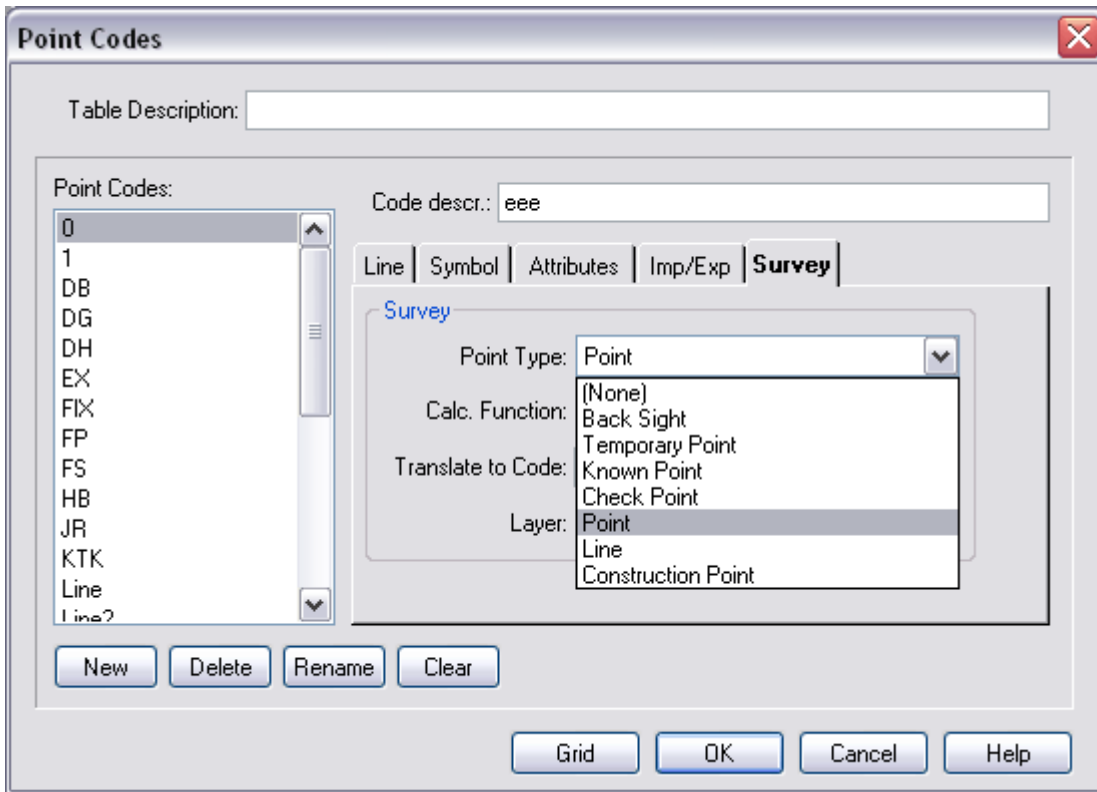 Point Codes
Table Description:
Point Codes:
0
1
DB
DG
DH
EX
FIX
FP
FS
HB
JR
KTK
Line
Line2
Code descr.: eee
Line Symbol Attributes Imp/Exp Survey
Survey
Point Type: Point
(None)
Back Sight
Temporary Point
Known Point
Check Point
Point
Line
Construction Point
Calc. Function:
Translate to Code:
Layer:
New Delete Rename Clear
Grid OK Cancel Help